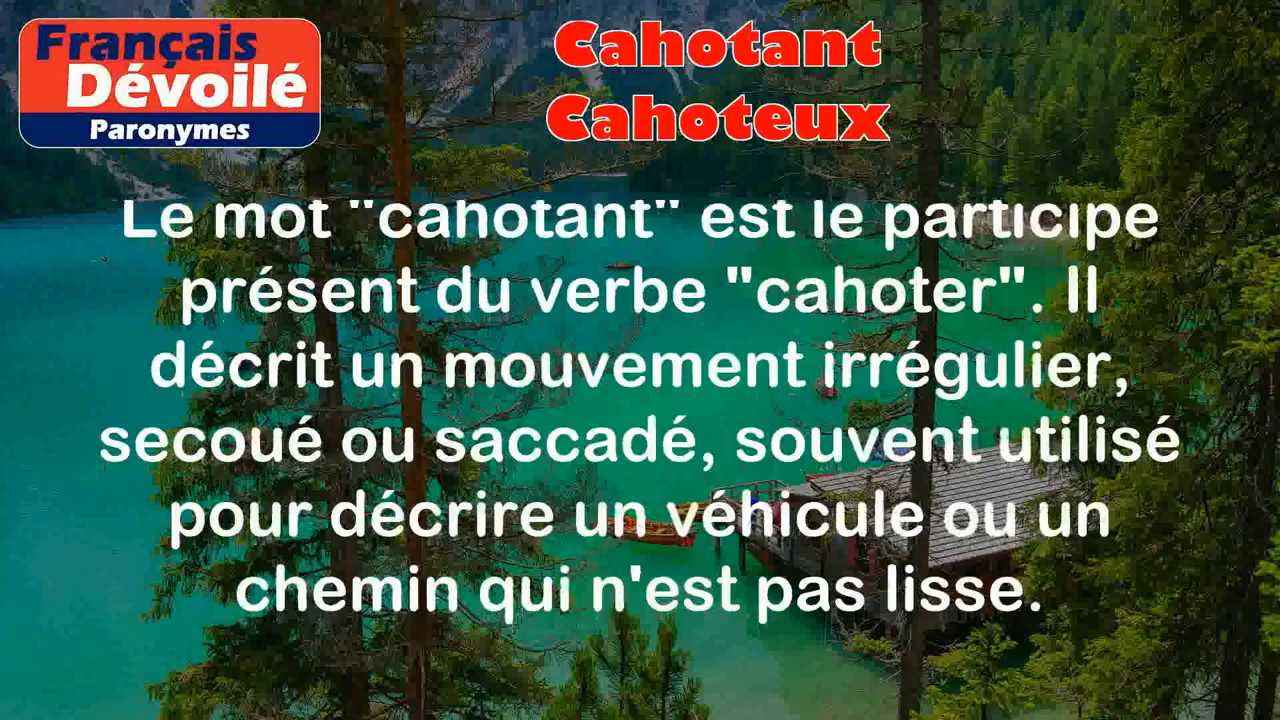 Français
Dévoilé
Paronymes
Cahotant
Cahoteux
Le mot "cahotant" est le participe
présent du verbe "cahoter". Il
décrit un mouvement irrégulier,
secoué ou saccadé, souvent utilisé
pour décrire un véhicule ou un
chemin qui n'est pas lisse.